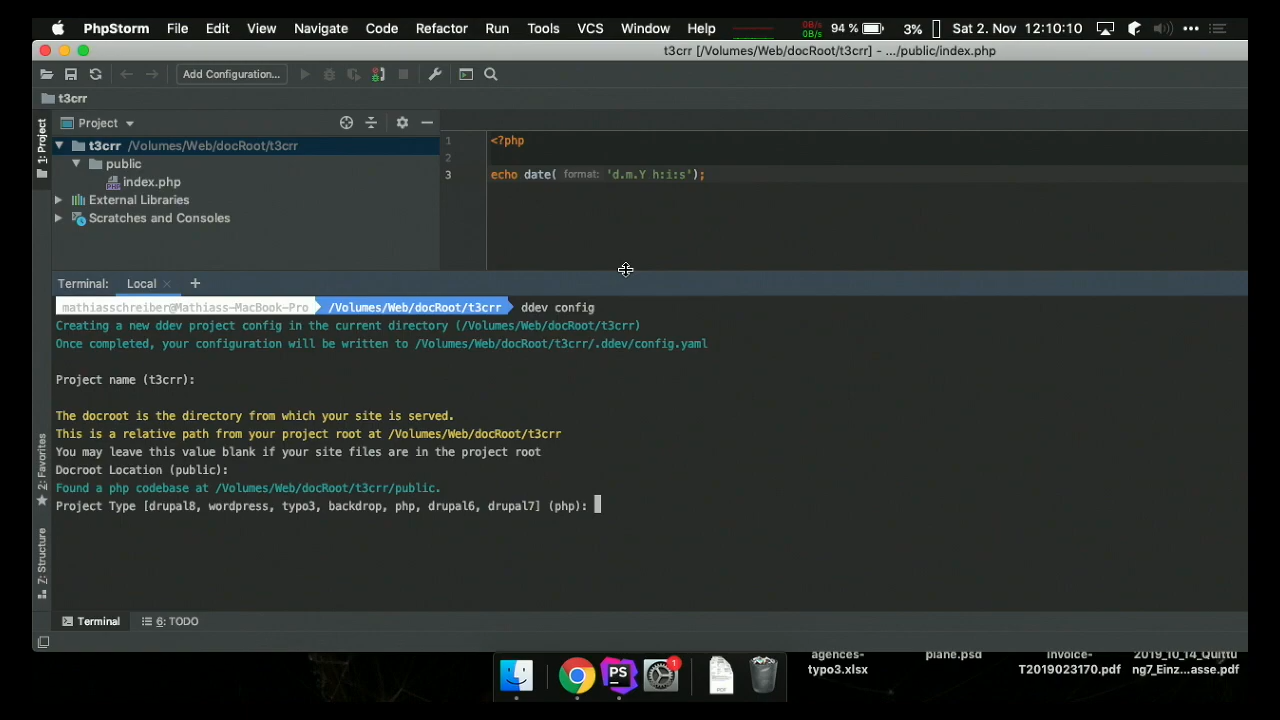 PhpStorm File Edit View Navigate Code Refactor Run Tools VCS Window Help 0B/s 0B/s 94 % 3% Sat 2. Nov 12:10:10
t3crr [/Volumes/Web/docRoot/t3crr] - .../public/index.php
Add Configuration...
t3crr
1: Project
Project
t3crr /Volumes/Web/docRoot/t3crr
public
index.php
External Libraries
Scratches and Consoles
1 <?php
2
3 echo date( format: 'd.m.Y h:i:s');
Terminal: Local × +
mathiasschreiber@Mathiass-MacBook-Pro /Volumes/Web/docRoot/t3crr ddev config
Creating a new ddev project config in the current directory (/Volumes/Web/docRoot/t3crr)
Once completed, your configuration will be written to /Volumes/Web/docRoot/t3crr/.ddev/config.yaml
Project name (t3crr):
The docroot is the directory from which your site is served.
This is a relative path from your project root at /Volumes/Web/docRoot/t3crr
You may leave this value blank if your site files are in the project root
Docroot Location (public):
Found a php codebase at /Volumes/Web/docRoot/t3crr/public.
Project Type [drupal8, wordpress, typo3, backdrop, php, drupal6, drupal7] (php):
2: Favorites
Z: Structure
Terminal 6: TODO
PS
1
PDF
agences-
typo3.xlsx
plane.psd
Invoice-
T2019023170.pdf
2019_10_14_Quittu
ng7_Einz...asse.pdf